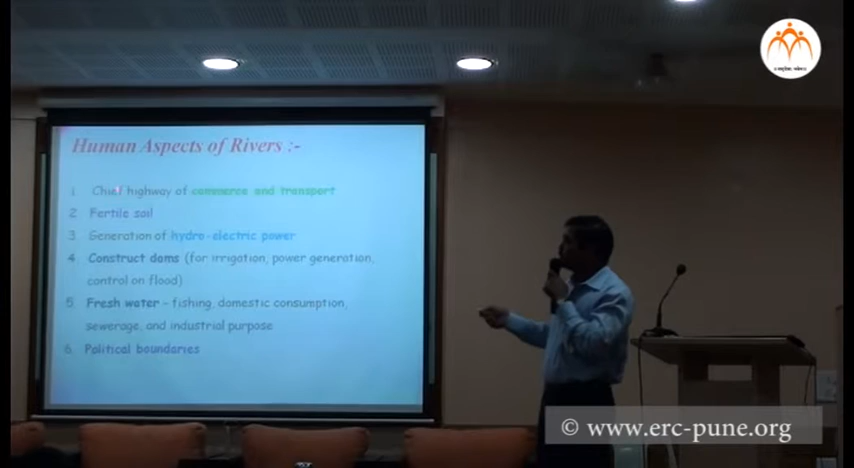 Human Aspects of Rivers :-
1. Chief highway of commerce and transport
2. Fertile soil
3. Generation of hydro-electric power
4. Construct dams (for irrigation, power generation,
control on flood)
5. Fresh water – fishing, domestic consumption,
sewerage, and industrial purpose
6. Political boundaries
© www.erc-pune.org